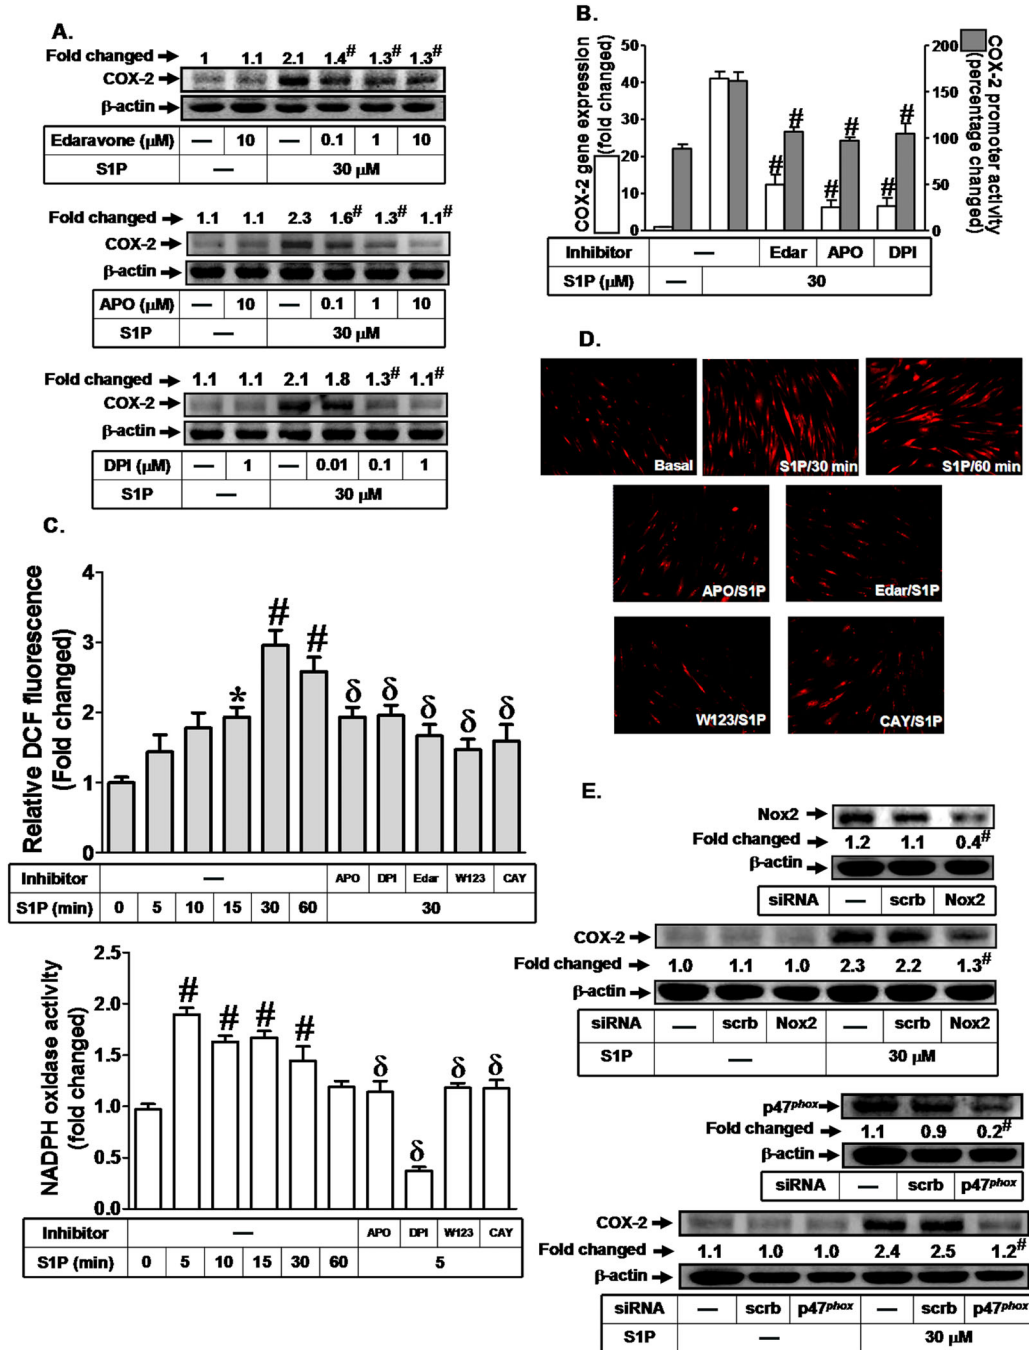 A.
Fold changed 1 1.1 2.1 1.4# 1.3# 1.3#
COX-2
β-actin
Edaravone (μM) — 10 — 0.1 1 10
S1P — 30 μM
Fold changed 1.1 1.1 2.3 1.6# 1.3# 1.1#
COX-2
β-actin
APO (μM) — 10 — 0.1 1 10
S1P — 30 μM
Fold changed 1.1 1.1 2.1 1.8 1.3# 1.1#
COX-2
β-actin
DPI (μM) — 1 — 0.01 0.1 1
S1P — 30 μM
B.
COX-2 gene expression
(fold changed)
50
40
30
20
10
0
# # #
# # #
200
150
100
50
0
COX-2 promoter activity
(percentage changed)
Inhibitor — Edar APO DPI
S1P (μM) — 30
C.
Relative DCF fluorescence
(Fold changed)
4
3
2
1
0
* # # δ δ δ δ δ
Inhibitor — APO DPI Edar W123 CAY
S1P (min) 0 5 10 15 30 60 30
NADPH oxidase activity
(fold changed)
2.5
2.0
1.5
1.0
0.5
0.0
# # # # δ δ δ δ
Inhibitor — APO DPI W123 CAY
S1P (min) 0 5 10 15 30 60 5
D.
Basal S1P/30 min S1P/60 min
APO/S1P Edar/S1P
W123/S1P CAY/S1P
E.
Nox2
Fold changed 1.2 1.1 0.4#
β-actin
siRNA — scrb Nox2
COX-2
Fold changed 1.0 1.1 1.0 2.3 2.2 1.3#
β-actin
siRNA — scrb Nox2 — scrb Nox2
S1P — 30 μM
p47phox
Fold changed 1.1 0.9 0.2#
β-actin
siRNA — scrb p47phox
COX-2
Fold changed 1.1 1.0 1.0 2.4 2.5 1.2#
β-actin
siRNA — scrb p47phox — scrb p47phox
S1P — 30 μM